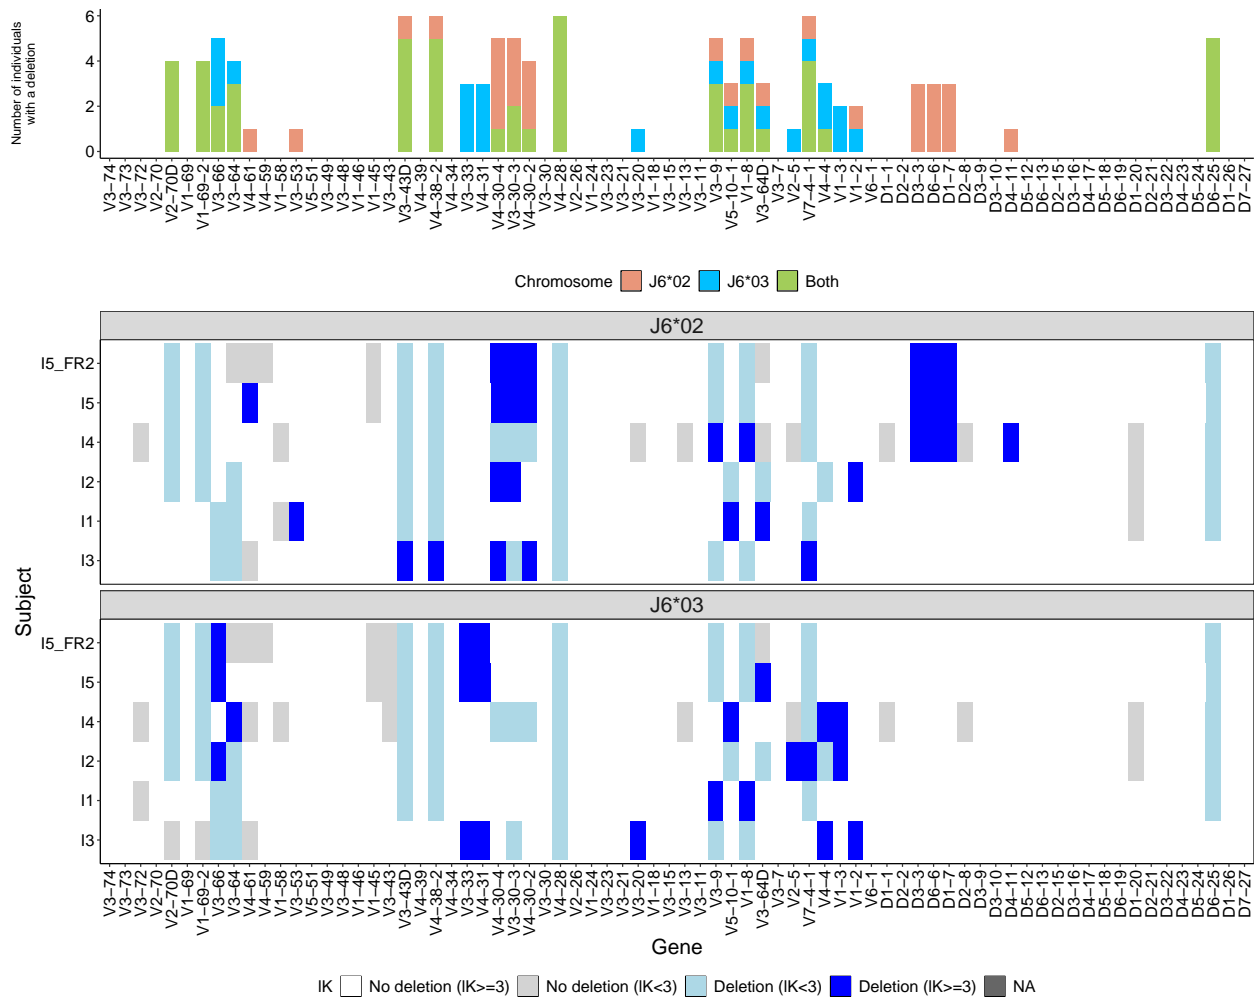 Number of individuals
with a deletion
6
4
2
0
V3−74
V3−73
V3−72
V2−70
V2−70D
V1−69
V1−69−2
V3−66
V3−64
V4−61
V4−59
V1−58
V3−53
V5−51
V3−49
V3−48
V1−46
V1−45
V3−43
V3−43D
V4−39
V4−38−2
V4−34
V3−33
V4−31
V4−30−4
V3−30−3
V4−30−2
V3−30
V4−28
V2−26
V1−24
V3−23
V3−21
V3−20
V1−18
V3−15
V3−13
V3−11
V3−9
V5−10−1
V1−8
V3−64D
V3−7
V2−5
V7−4−1
V4−4
V1−3
V1−2
V6−1
D1−1
D2−2
D3−3
D6−6
D1−7
D2−8
D3−9
D3−10
D4−11
D5−12
D6−13
D2−15
D3−16
D4−17
D5−18
D6−19
D1−20
D2−21
D3−22
D4−23
D5−24
D6−25
D1−26
D7−27
Chromosome J6*02 J6*03 Both
J6*02
I5_FR2
I5
I4
I2
I1
I3
Subject
J6*03
I5_FR2
I5
I4
I2
I1
I3
V3−74
V3−73
V3−72
V2−70
V2−70D
V1−69
V1−69−2
V3−66
V3−64
V4−61
V4−59
V1−58
V3−53
V5−51
V3−49
V3−48
V1−46
V1−45
V3−43
V3−43D
V4−39
V4−38−2
V4−34
V3−33
V4−31
V4−30−4
V3−30−3
V4−30−2
V3−30
V4−28
V2−26
V1−24
V3−23
V3−21
V3−20
V1−18
V3−15
V3−13
V3−11
V3−9
V5−10−1
V1−8
V3−64D
V3−7
V2−5
V7−4−1
V4−4
V1−3
V1−2
V6−1
D1−1
D2−2
D3−3
D6−6
D1−7
D2−8
D3−9
D3−10
D4−11
D5−12
D6−13
D2−15
D3−16
D4−17
D5−18
D6−19
D1−20
D2−21
D3−22
D4−23
D5−24
D6−25
D1−26
D7−27
Gene
IK No deletion (lK>=3) No deletion (lK<3) Deletion (lK<3) Deletion (lK>=3) NA